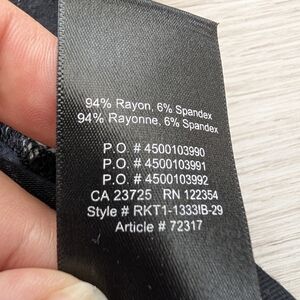 94% Rayon, 6% Spandex
94% Rayonne, 6% Spandex
P.O. # 4500103990
P.O. # 4500103991
P.O. # 4500103992
CA 23725 RN 122354
Style # RKT1-1333IB-29
Article # 72317